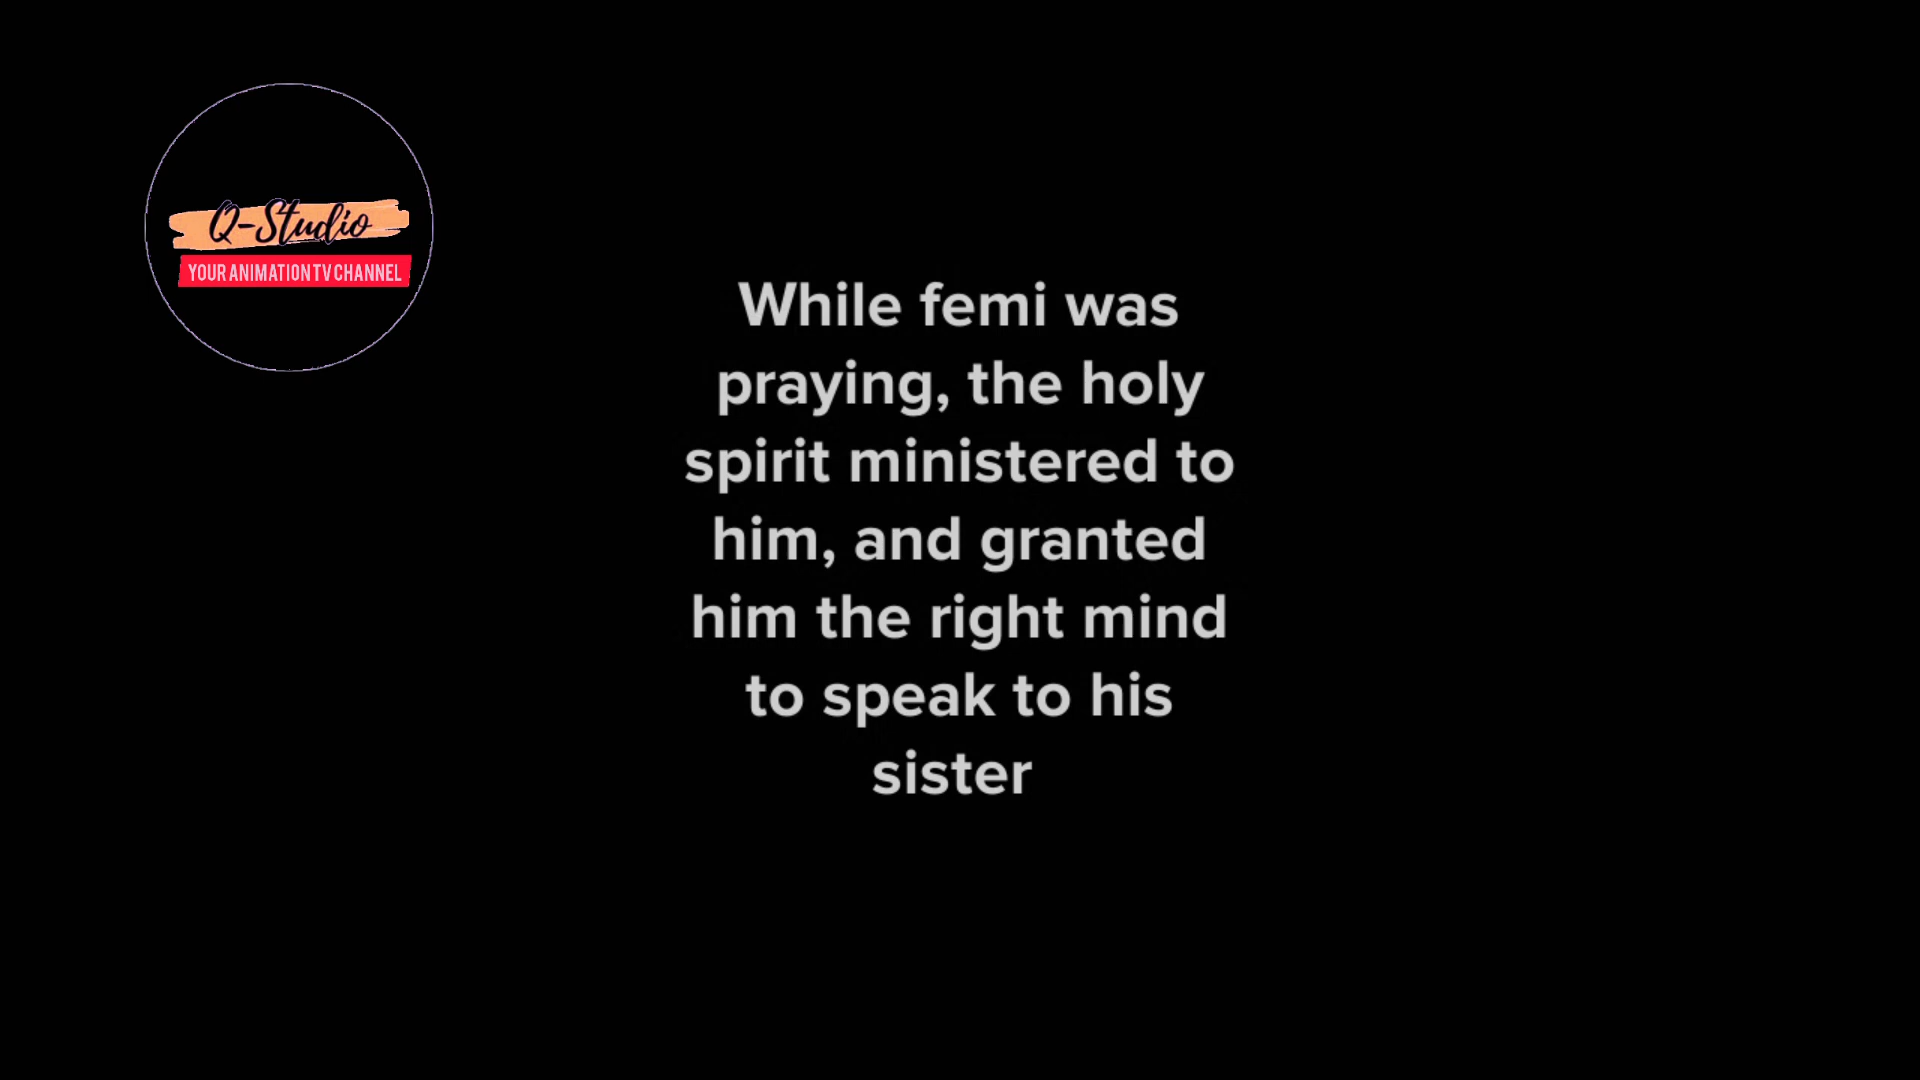 Q-Studio
YOUR ANIMATION TV CHANNEL
While femi was
praying, the holy
spirit ministered to
him, and granted
him the right mind
to speak to his
sister